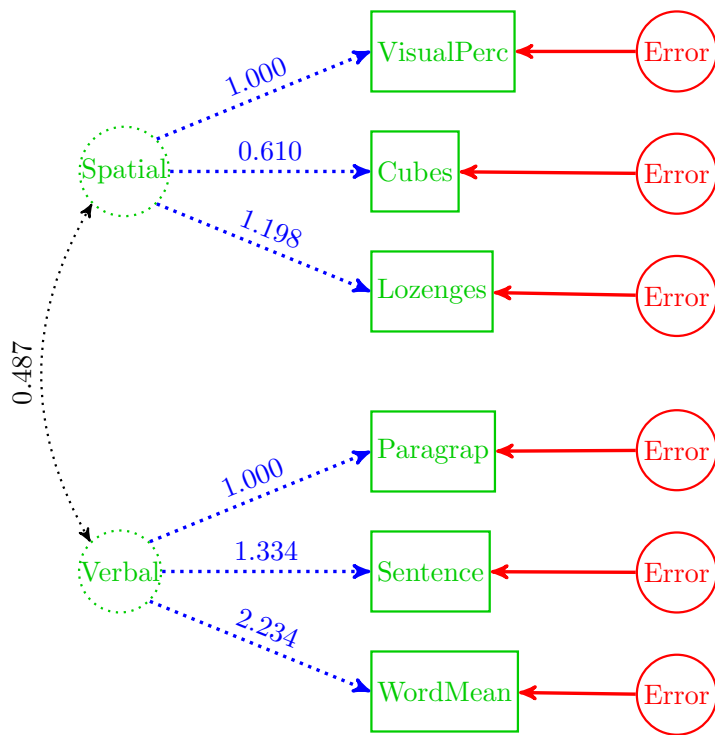 VisualPerc
Error
1.000
Spatial
0.610
Cubes
Error
1.198
Lozenges
Error
0.487
Paragrap
Error
1.000
Verbal
1.334
Sentence
Error
2.234
WordMean
Error